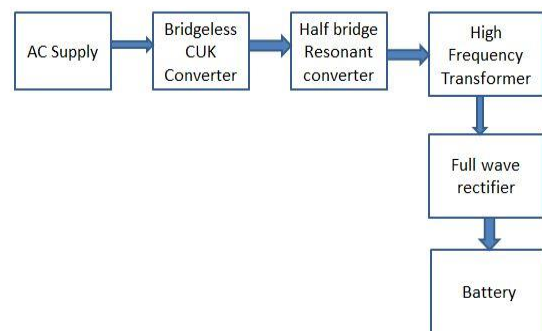 AC Supply
Bridgeless
CUK
Converter
Half bridge
Resonant
converter
High
Frequency
Transformer
Full wave
rectifier
Battery